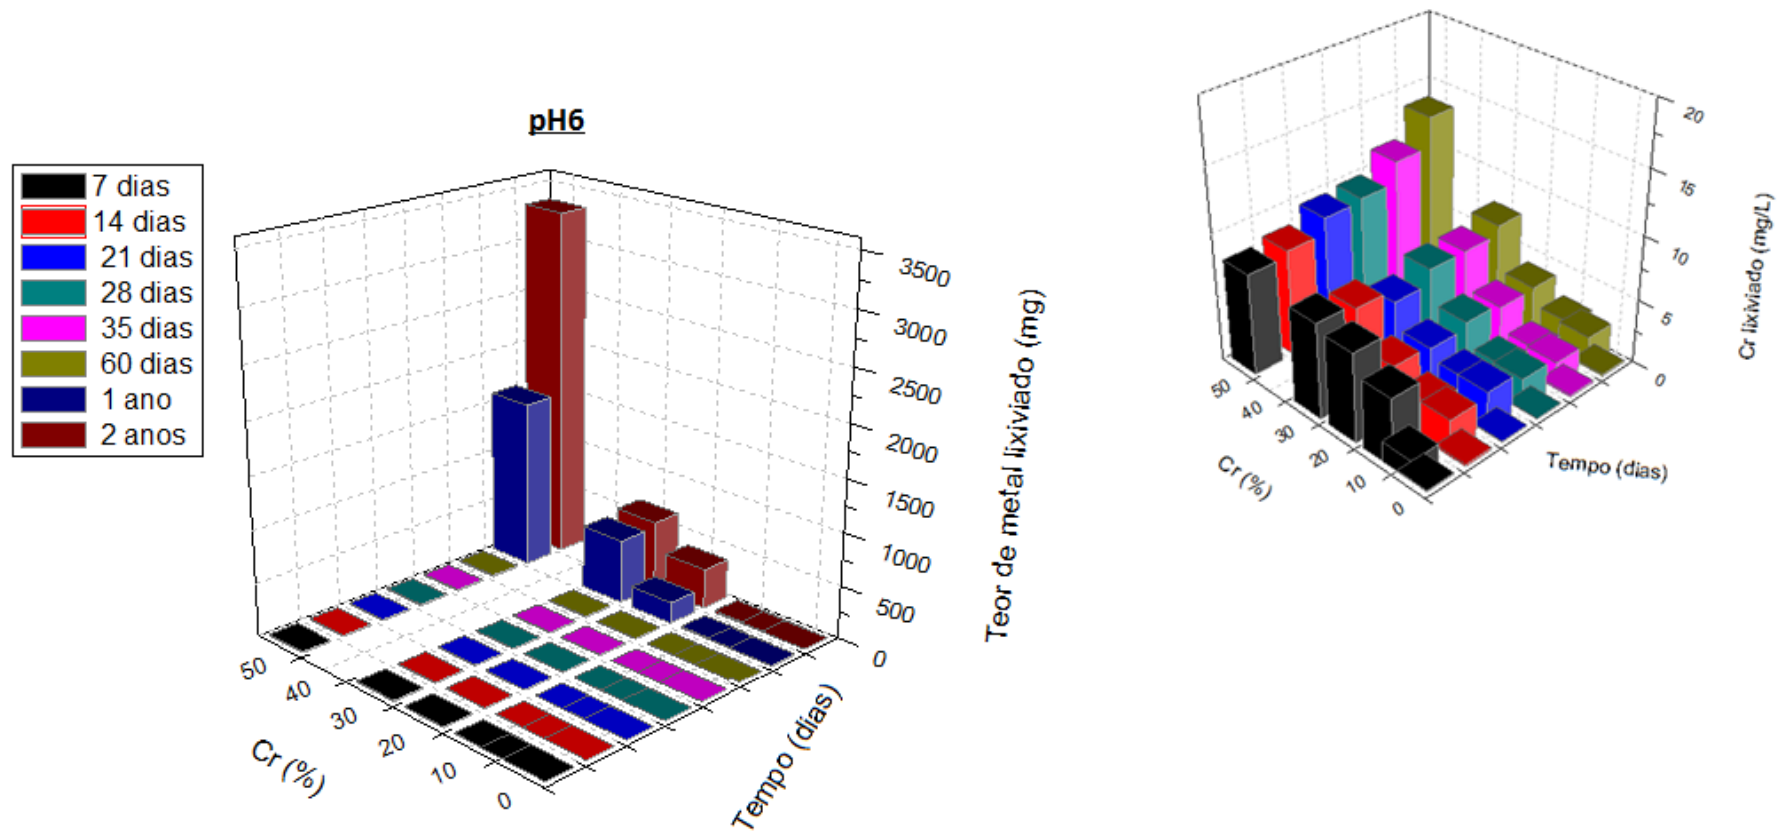 pH6
7 dias
14 dias
21 dias
28 dias
35 dias
60 dias
1 ano
2 anos
3500
3000
2500
2000
1500
1000
500
0
Teor de metal lixiviado (mg)
50
40
30
20
10
0
Cr (%)
Tempo (dias)
20
15
10
5
0
Cr lixiviado (mg/L)
50
40
30
20
10
0
Cr (%)
Tempo (dias)